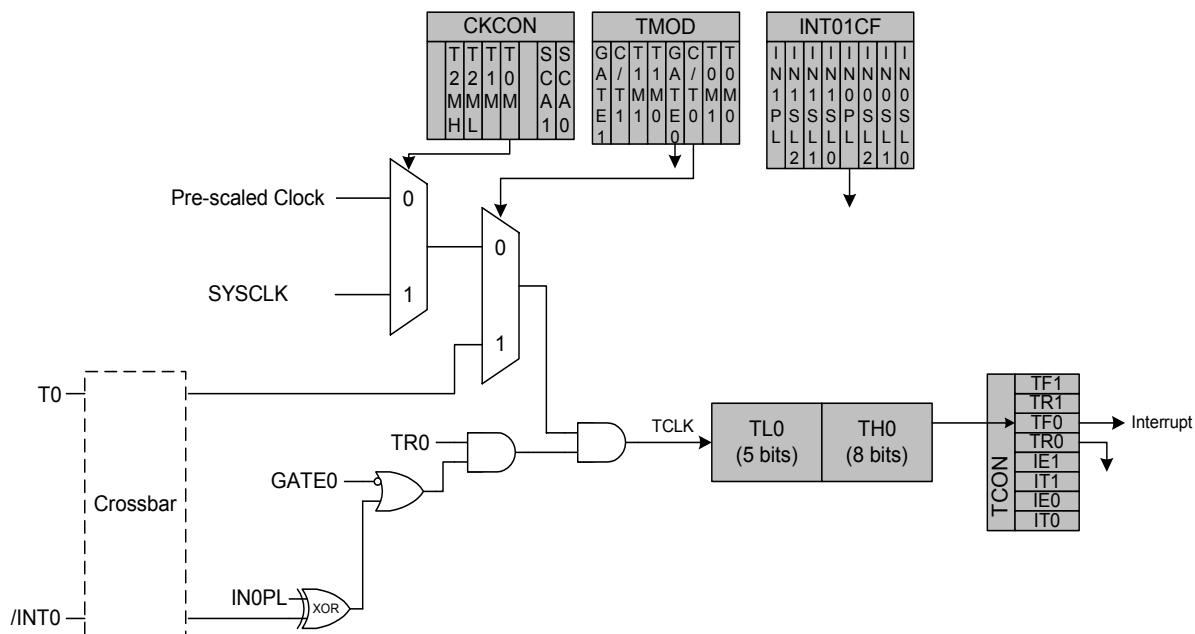 CKCON
T2MH T2ML T1M T0M SCA1 SCA0
TMOD
GATE1 C/T1 T1M1 T1M0 GATE0 C/T0 T0M1 T0M0
INT01CF
IN1PL IN1SL2 IN1SL1 IN1SL0 IN0PL IN0SL2 IN0SL1 IN0SL0
Pre-scaled Clock
0
0
SYSCLK
1
1
T0
Crossbar
TR0
GATE0
IN0PL
XOR
/INT0
TCLK
TL0
(5 bits)
TH0
(8 bits)
TCON
TF1
TR1
TF0
TR0
IE1
IT1
IE0
IT0
Interrupt